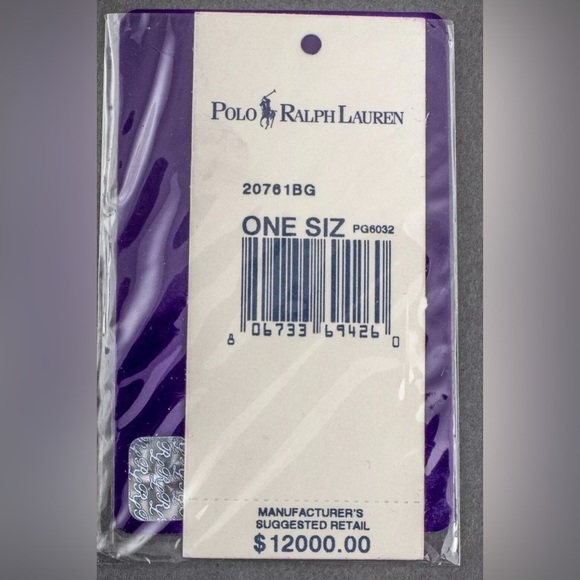 POLO RALPH LAUREN
20761BG
ONE SIZ PG6032
8 06733 69426 0
MANUFACTURER'S
SUGGESTED RETAIL
$12000.00